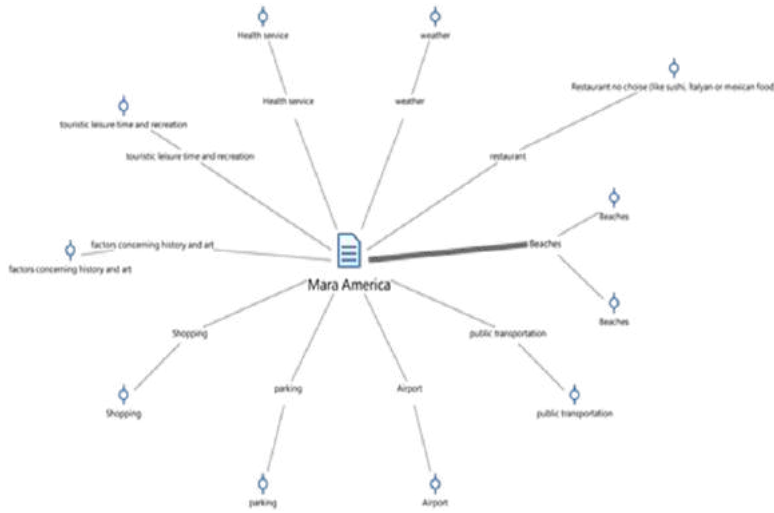 Health service
weather
Restaurant no choise (like sushi, Italyan or mexican food)
Health service
weather
touristic leisure time and recreation
touristic leisure time and recreation
restaurant
Beaches
factors concerning history and art
Beaches
factors concerning history and art
Mara America
Beaches
Shopping
public transportation
parking
Airport
Shopping
public transportation
parking
Airport